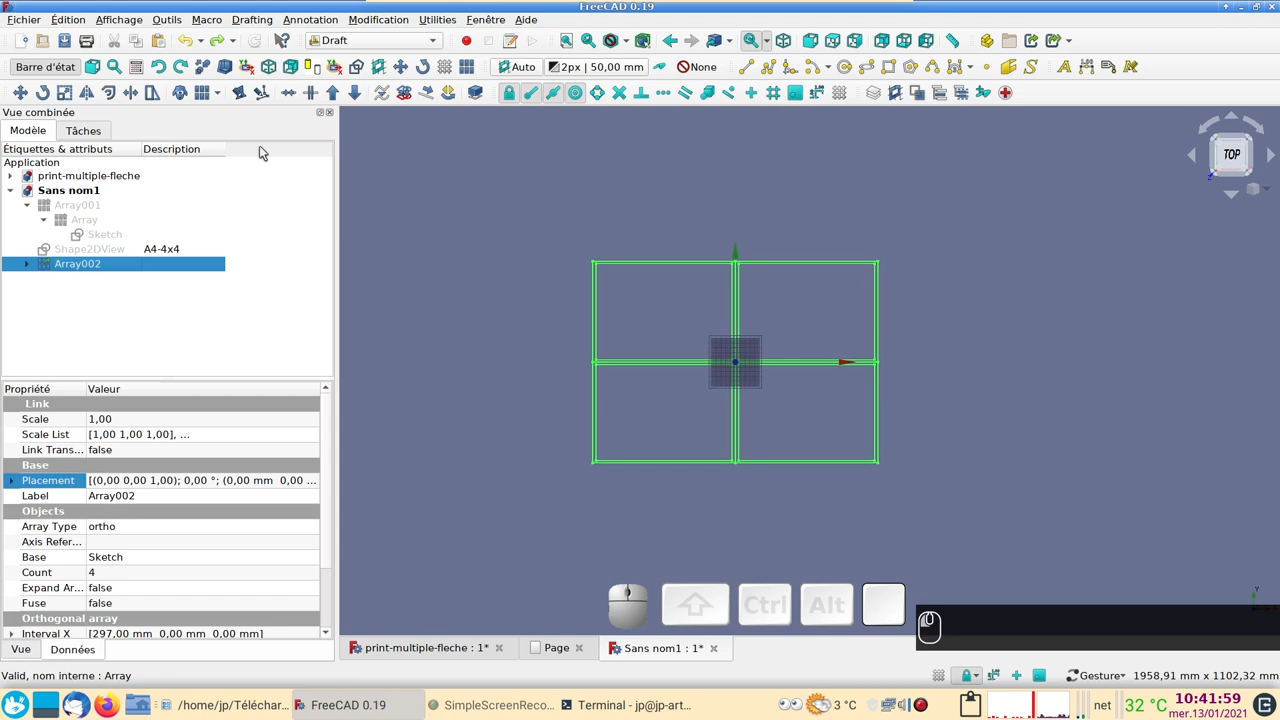 FreeCAD 0.19
Fichier Édition Affichage Outils Macro Drafting Annotation Modification Utilities Fenêtre Aide
Draft
Barre d'état Auto 2px | 50,00 mm None
Vue combinée
Modèle Tâches
Étiquettes & attributs Description
Application
print-multiple-fleche
Sans nom1
Array001
Array
Sketch
Shape2DView A4-4x4
Array002
TOP
Propriété Valeur
Link
Scale 1,00
Scale List [1,00 1,00 1,00], ...
Link Trans... false
Base
Placement [(0,00 0,00 1,00); 0,00 °; (0,00 mm 0,00 ...
Label Array002
Objects
Array Type ortho
Axis Refer...
Base Sketch
Count 4
Expand Ar... false
Fuse false
Orthogonal array
Interval X [297,00 mm 0,00 mm 0,00 mm]
Ctrl Alt
Vue Données
print-multiple-fleche : 1* Page Sans nom1 : 1*
Valid, nom interne : Array Gesture 1958,91 mm x 1102,32 mm
/home/jp/Téléchar... FreeCAD 0.19 SimpleScreenReco... Terminal - jp@jp-art... 3 °C net 32 °C 10:41:59
mer.13/01/2021